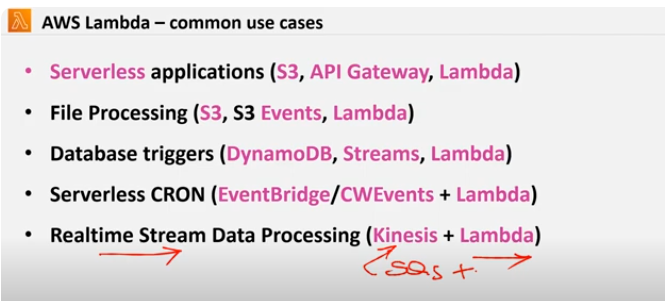 AWS Lambda – common use cases
• Serverless applications (S3, API Gateway, Lambda)
• File Processing (S3, S3 Events, Lambda)
• Database triggers (DynamoDB, Streams, Lambda)
• Serverless CRON (EventBridge/CWEvents + Lambda)
• Realtime Stream Data Processing (Kinesis + Lambda)
SQS +